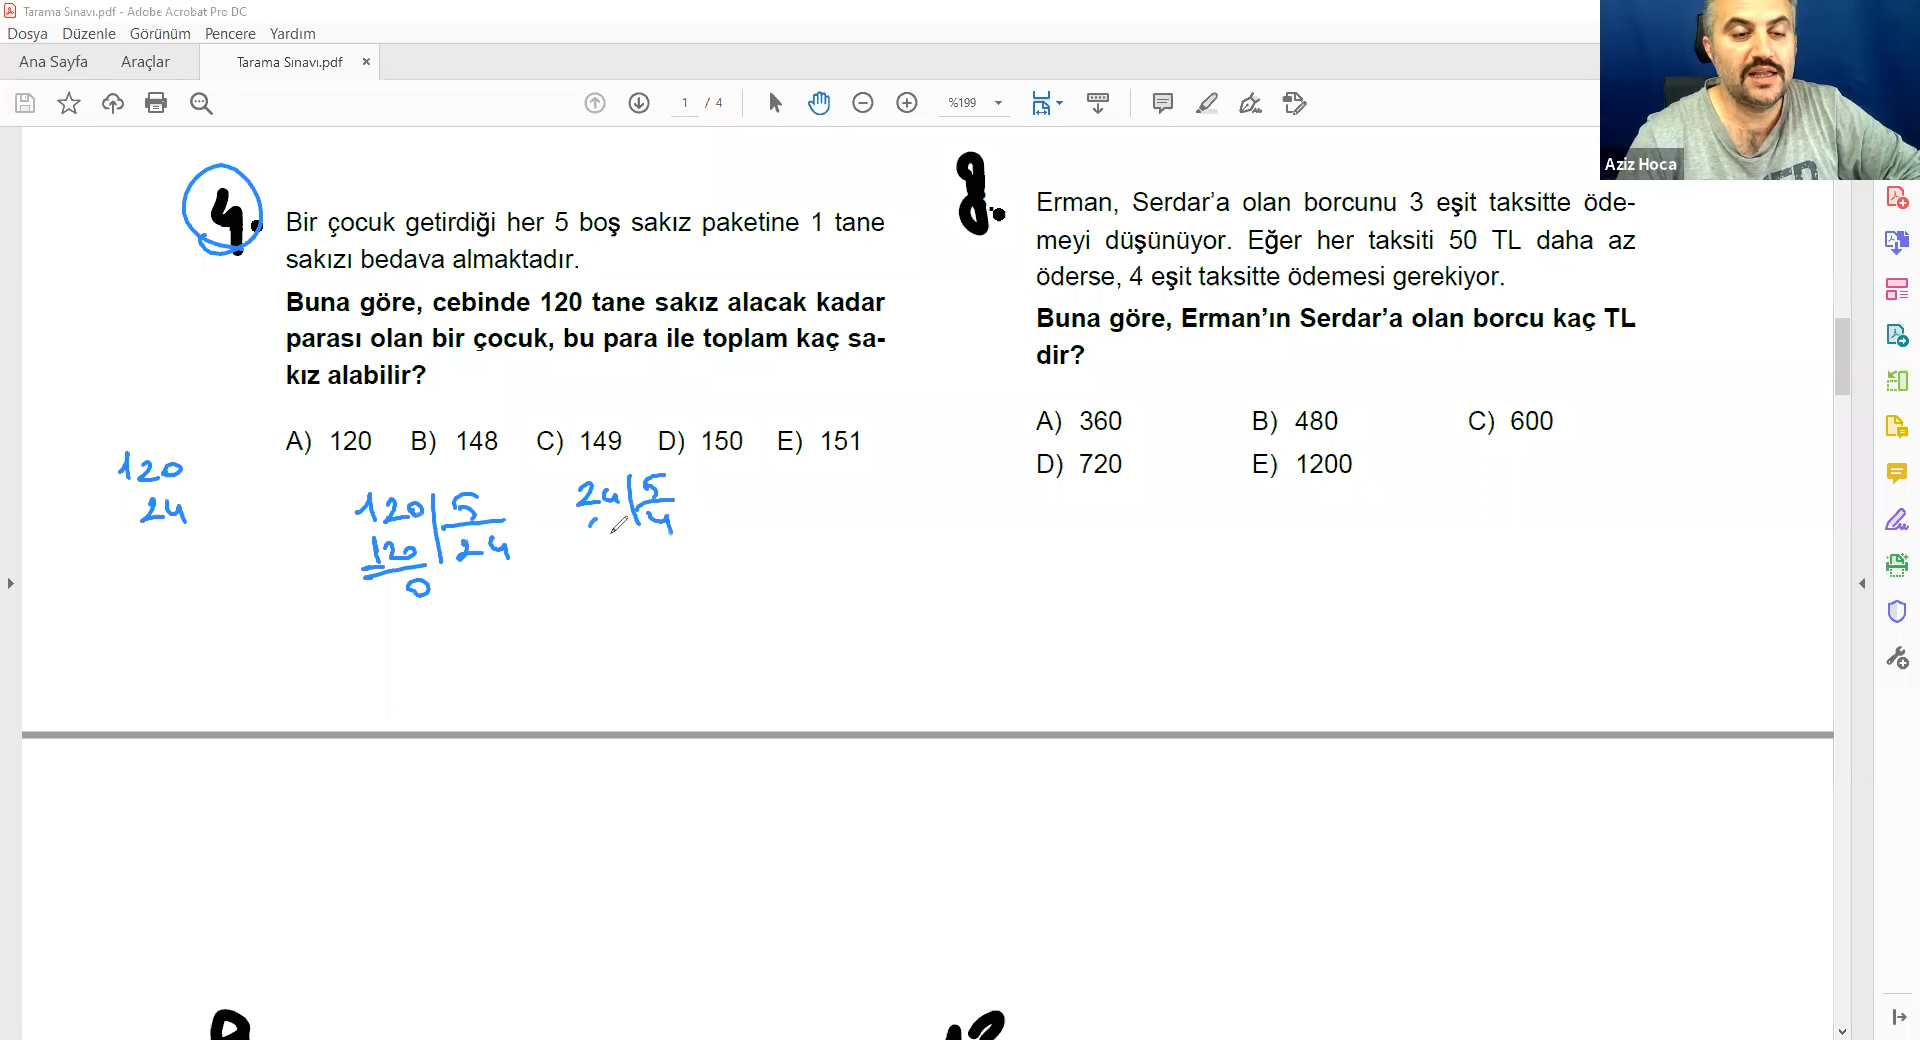 Tarama Sınavı.pdf - Adobe Acrobat Pro DC
Dosya Düzenle Görünüm Pencere Yardım
Ana Sayfa Araçlar Tarama Sınavı.pdf ×
1 / 4 %199
Aziz Hoca
4.
Bir çocuk getirdiği her 5 boş sakız paketine 1 tane
sakızı bedava almaktadır.
Buna göre, cebinde 120 tane sakız alacak kadar
parası olan bir çocuk, bu para ile toplam kaç sa-
kız alabilir?
A) 120 B) 148 C) 149 D) 150 E) 151
120
24
120 5
120 24
0
24 5
4
8.
Erman, Serdar’a olan borcunu 3 eşit taksitte öde-
meyi düşünüyor. Eğer her taksiti 50 TL daha az
öderse, 4 eşit taksitte ödemesi gerekiyor.
Buna göre, Erman’ın Serdar’a olan borcu kaç TL
dir?
A) 360 B) 480 C) 600
D) 720 E) 1200